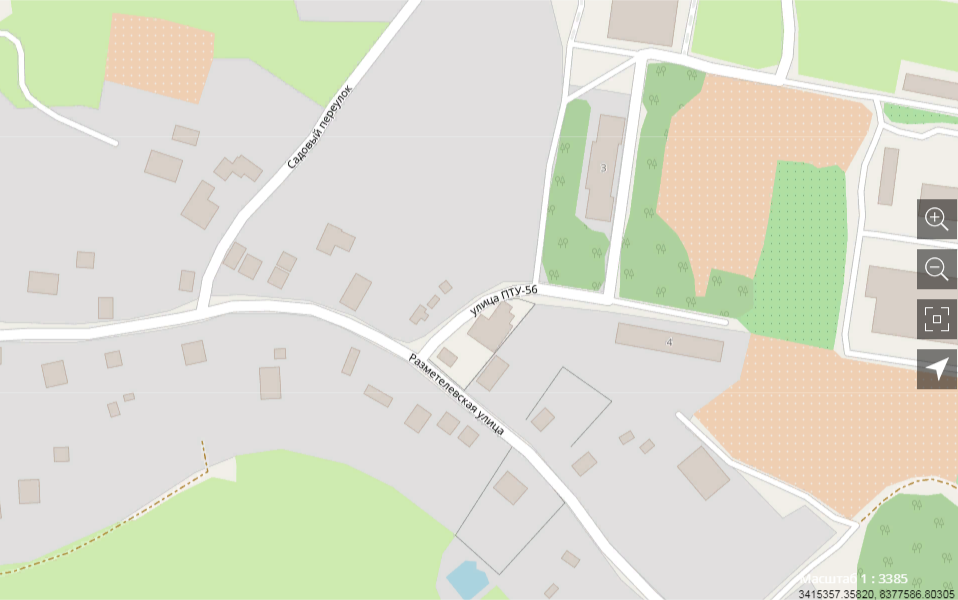 Садовый переулок
3
улица ПТУ-56
4
Разметелевская улица
Масштаб 1 : 3385
3415357.35820, 8377586.80305